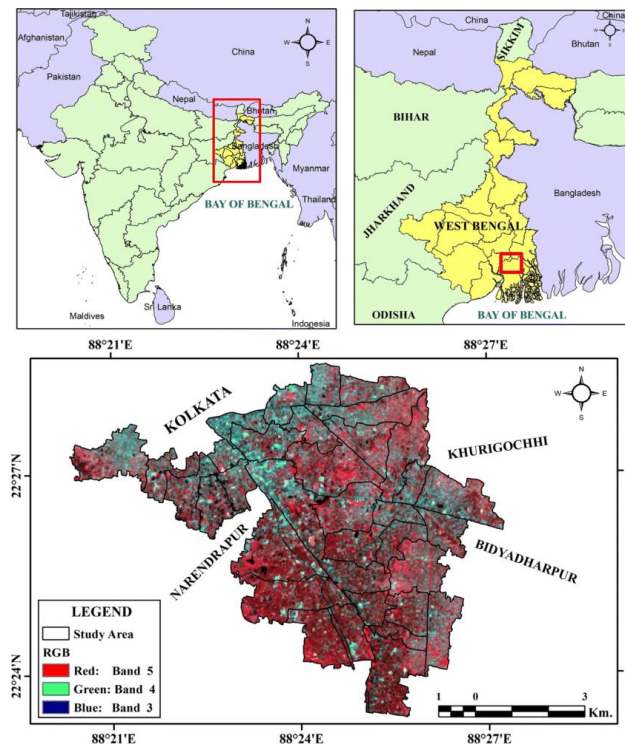 Tajikistan
Afghanistan
China
Pakistan
Nepal
Bhutan
Bangladesh
Myanmar
Thailand
BAY OF BENGAL
Sri Lanka
Maldives
Indonesia
N
W E
S
China
China
Nepal
SIKKIM
Bhutan
N
W E
S
BIHAR
JHARKHAND
Bangladesh
WEST BENGAL
ODISHA
BAY OF BENGAL
88°21'E 88°24'E 88°27'E
N
W E
S
KOLKATA
KHURIGOCHHI
22°27'N
NARENDRAPUR
BIDYADHARPUR
22°24'N
LEGEND
Study Area
RGB
Red: Band 5
Green: Band 4
Blue: Band 3
1 0 3
Km.
88°21'E 88°24'E 88°27'E